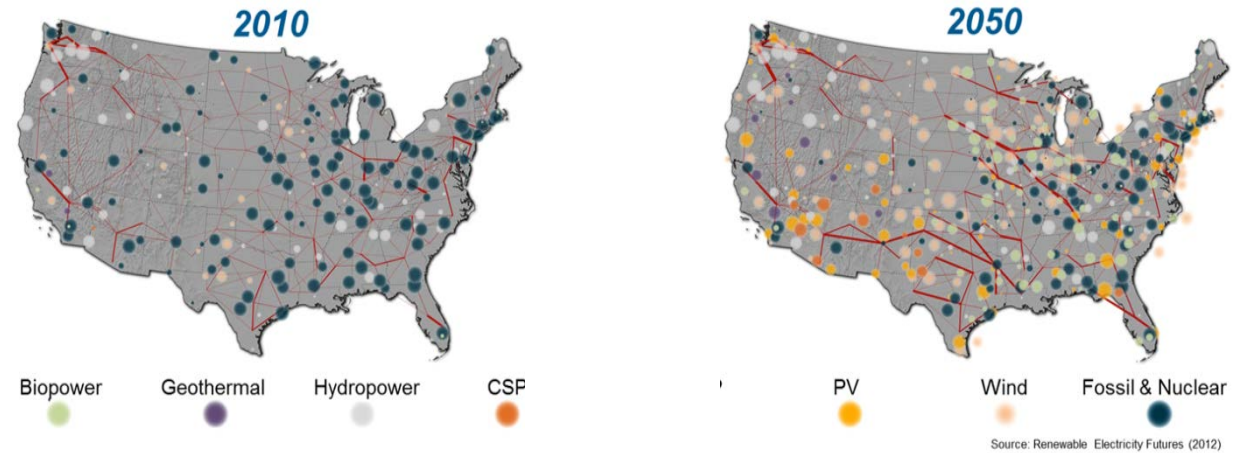 2010
2050
Biopower Geothermal Hydropower CSP
PV Wind Fossil & Nuclear
Source: Renewable Electricity Futures (2012)